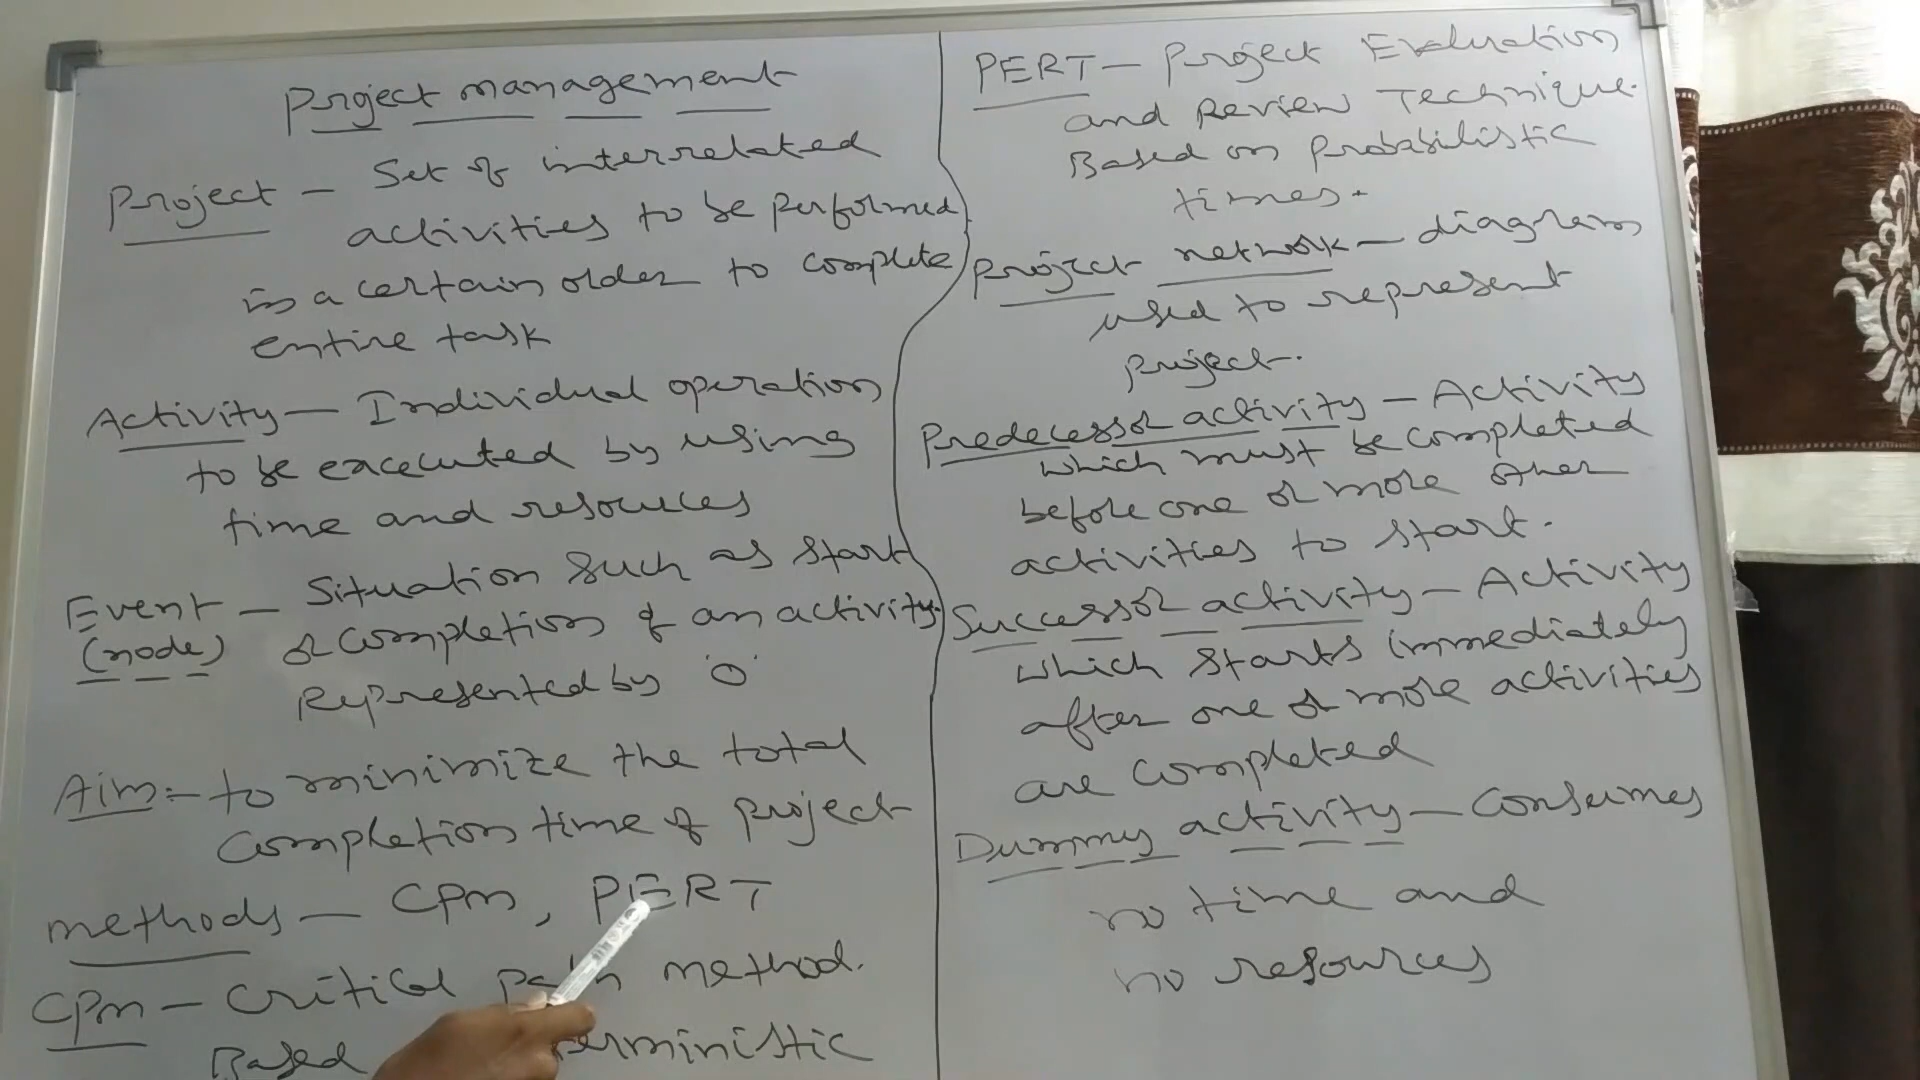 Project management
Project - Set of interrelated
activities to be performed
in a certain order to complete
entire task
Activity - Individual operation
to be excecuted by using
time and resources
Event - Situation such as start
(node) or completion of an activity.
Represented by 'O'
Aim:- to minimize the total
completion time of project
methods - CPM, PERT
CPM - Critical path method.
Based
PERT - Project Evaluation
and Review Technique.
Based on probabilistic
times.
Project network - diagram
used to represent
project.
Predecessor activity - Activity
which must be completed
before one or more other
activities to start.
Successor activity - Activity
which starts immediately
after one or more activities
are completed
Dummy activity - Consumes
no time and
no resources